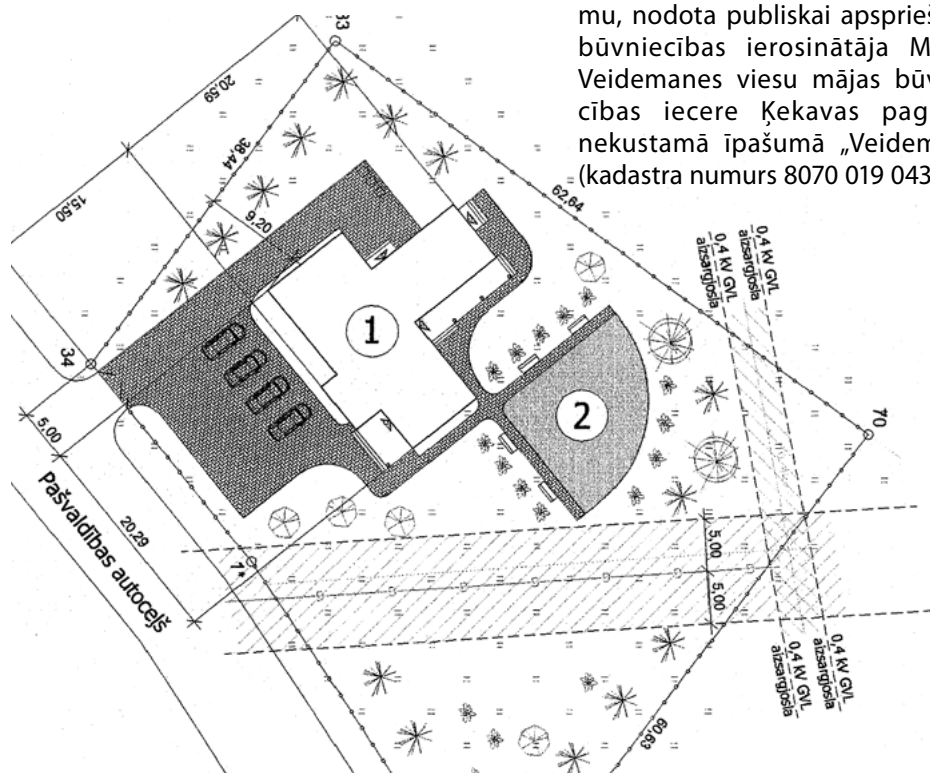 mu, nodota publiskai apsprieš
būvniecības ierosinātāja M
Veidemanes viesu mājas būv
cības iecere Ķekavas pag
nekustamā īpašumā „Veidem
(kadastra numurs 8070 019 043
33
20,59
38,44
15,50
9,20
62,64
0,4 kV GVL
aizsargjosla
0,4 kV GVL
aizsargjosla
1
34
2
70
5,00
Pašvaldības autoceļš
20,29
1*
5,00
5,00
0,4 kV GVL
aizsargjosla
0,4 kV GVL
aizsargjosla
60,63